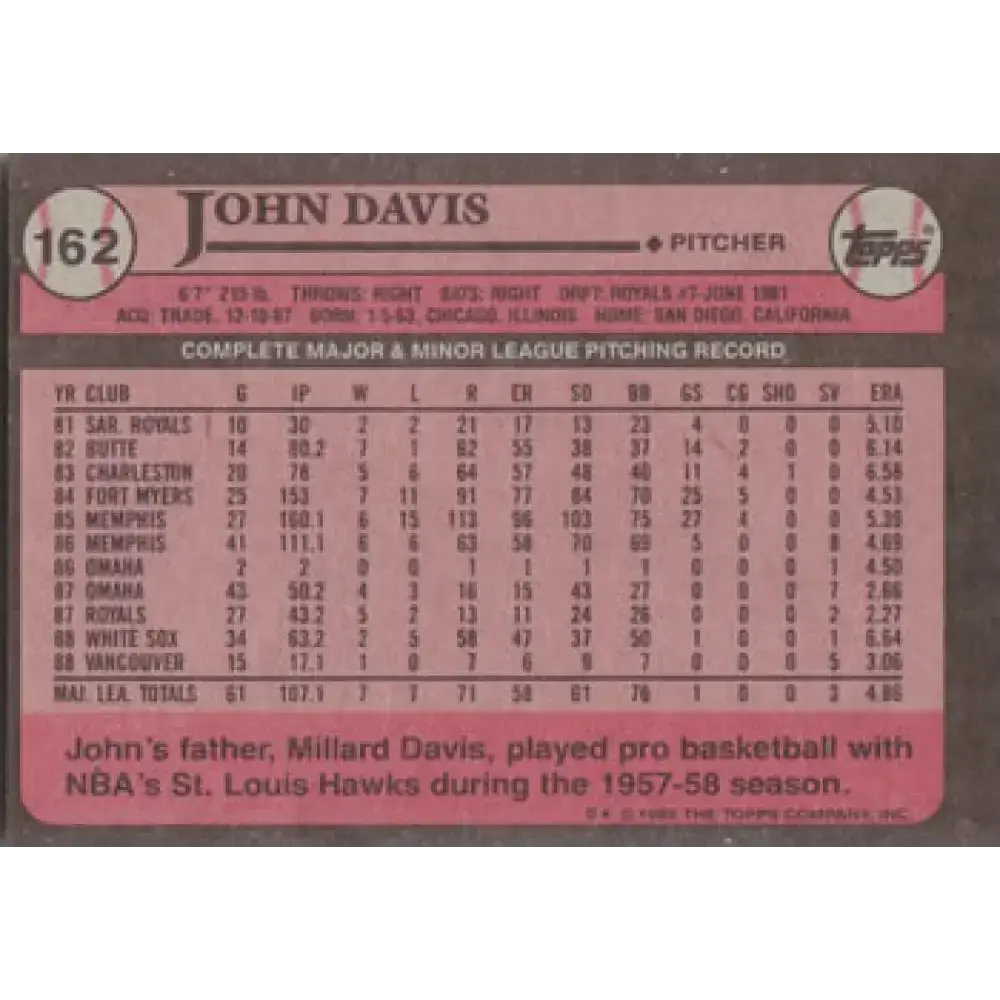 162
JOHN DAVIS
PITCHER
TOPPS®
6'7" 215 lb. THROWS: RIGHT BATS: RIGHT DRAFT: ROYALS #7-JUNE 1981
ACQ: TRADE, 12-10-87 BORN: 1-5-63, CHICAGO, ILLINOIS HOME: SAN DIEGO, CALIFORNIA
COMPLETE MAJOR & MINOR LEAGUE PITCHING RECORD
YR CLUB G IP W L R ER SO BB GS CG SHO SV ERA
81 SAR. ROYALS 10 30 2 2 21 17 13 23 4 0 0 0 5.10
82 BUTTE 14 80.2 7 1 62 55 38 37 14 2 0 0 6.14
83 CHARLESTON 20 78 5 6 64 57 48 40 11 4 1 0 6.58
84 FORT MYERS 25 153 7 11 91 77 84 70 25 5 0 0 4.53
85 MEMPHIS 27 160.1 6 15 113 96 103 75 27 4 0 0 5.39
86 MEMPHIS 41 111.1 6 6 63 58 70 69 5 0 0 8 4.69
86 OMAHA 2 2 0 0 1 1 1 1 0 0 0 1 4.50
87 OMAHA 43 50.2 4 3 16 15 43 27 0 0 0 7 2.66
87 ROYALS 27 43.2 5 2 13 11 24 26 0 0 0 2 2.27
88 WHITE SOX 34 63.2 2 5 58 47 37 50 1 0 0 1 6.64
88 VANCOUVER 15 17.1 1 0 7 6 9 7 0 0 0 5 3.06
MAJ. LEA. TOTALS 61 107.1 7 7 71 58 61 76 1 0 0 3 4.86
John's father, Millard Davis, played pro basketball with
NBA's St. Louis Hawks during the 1957-58 season.
© 1989 THE TOPPS COMPANY, INC.